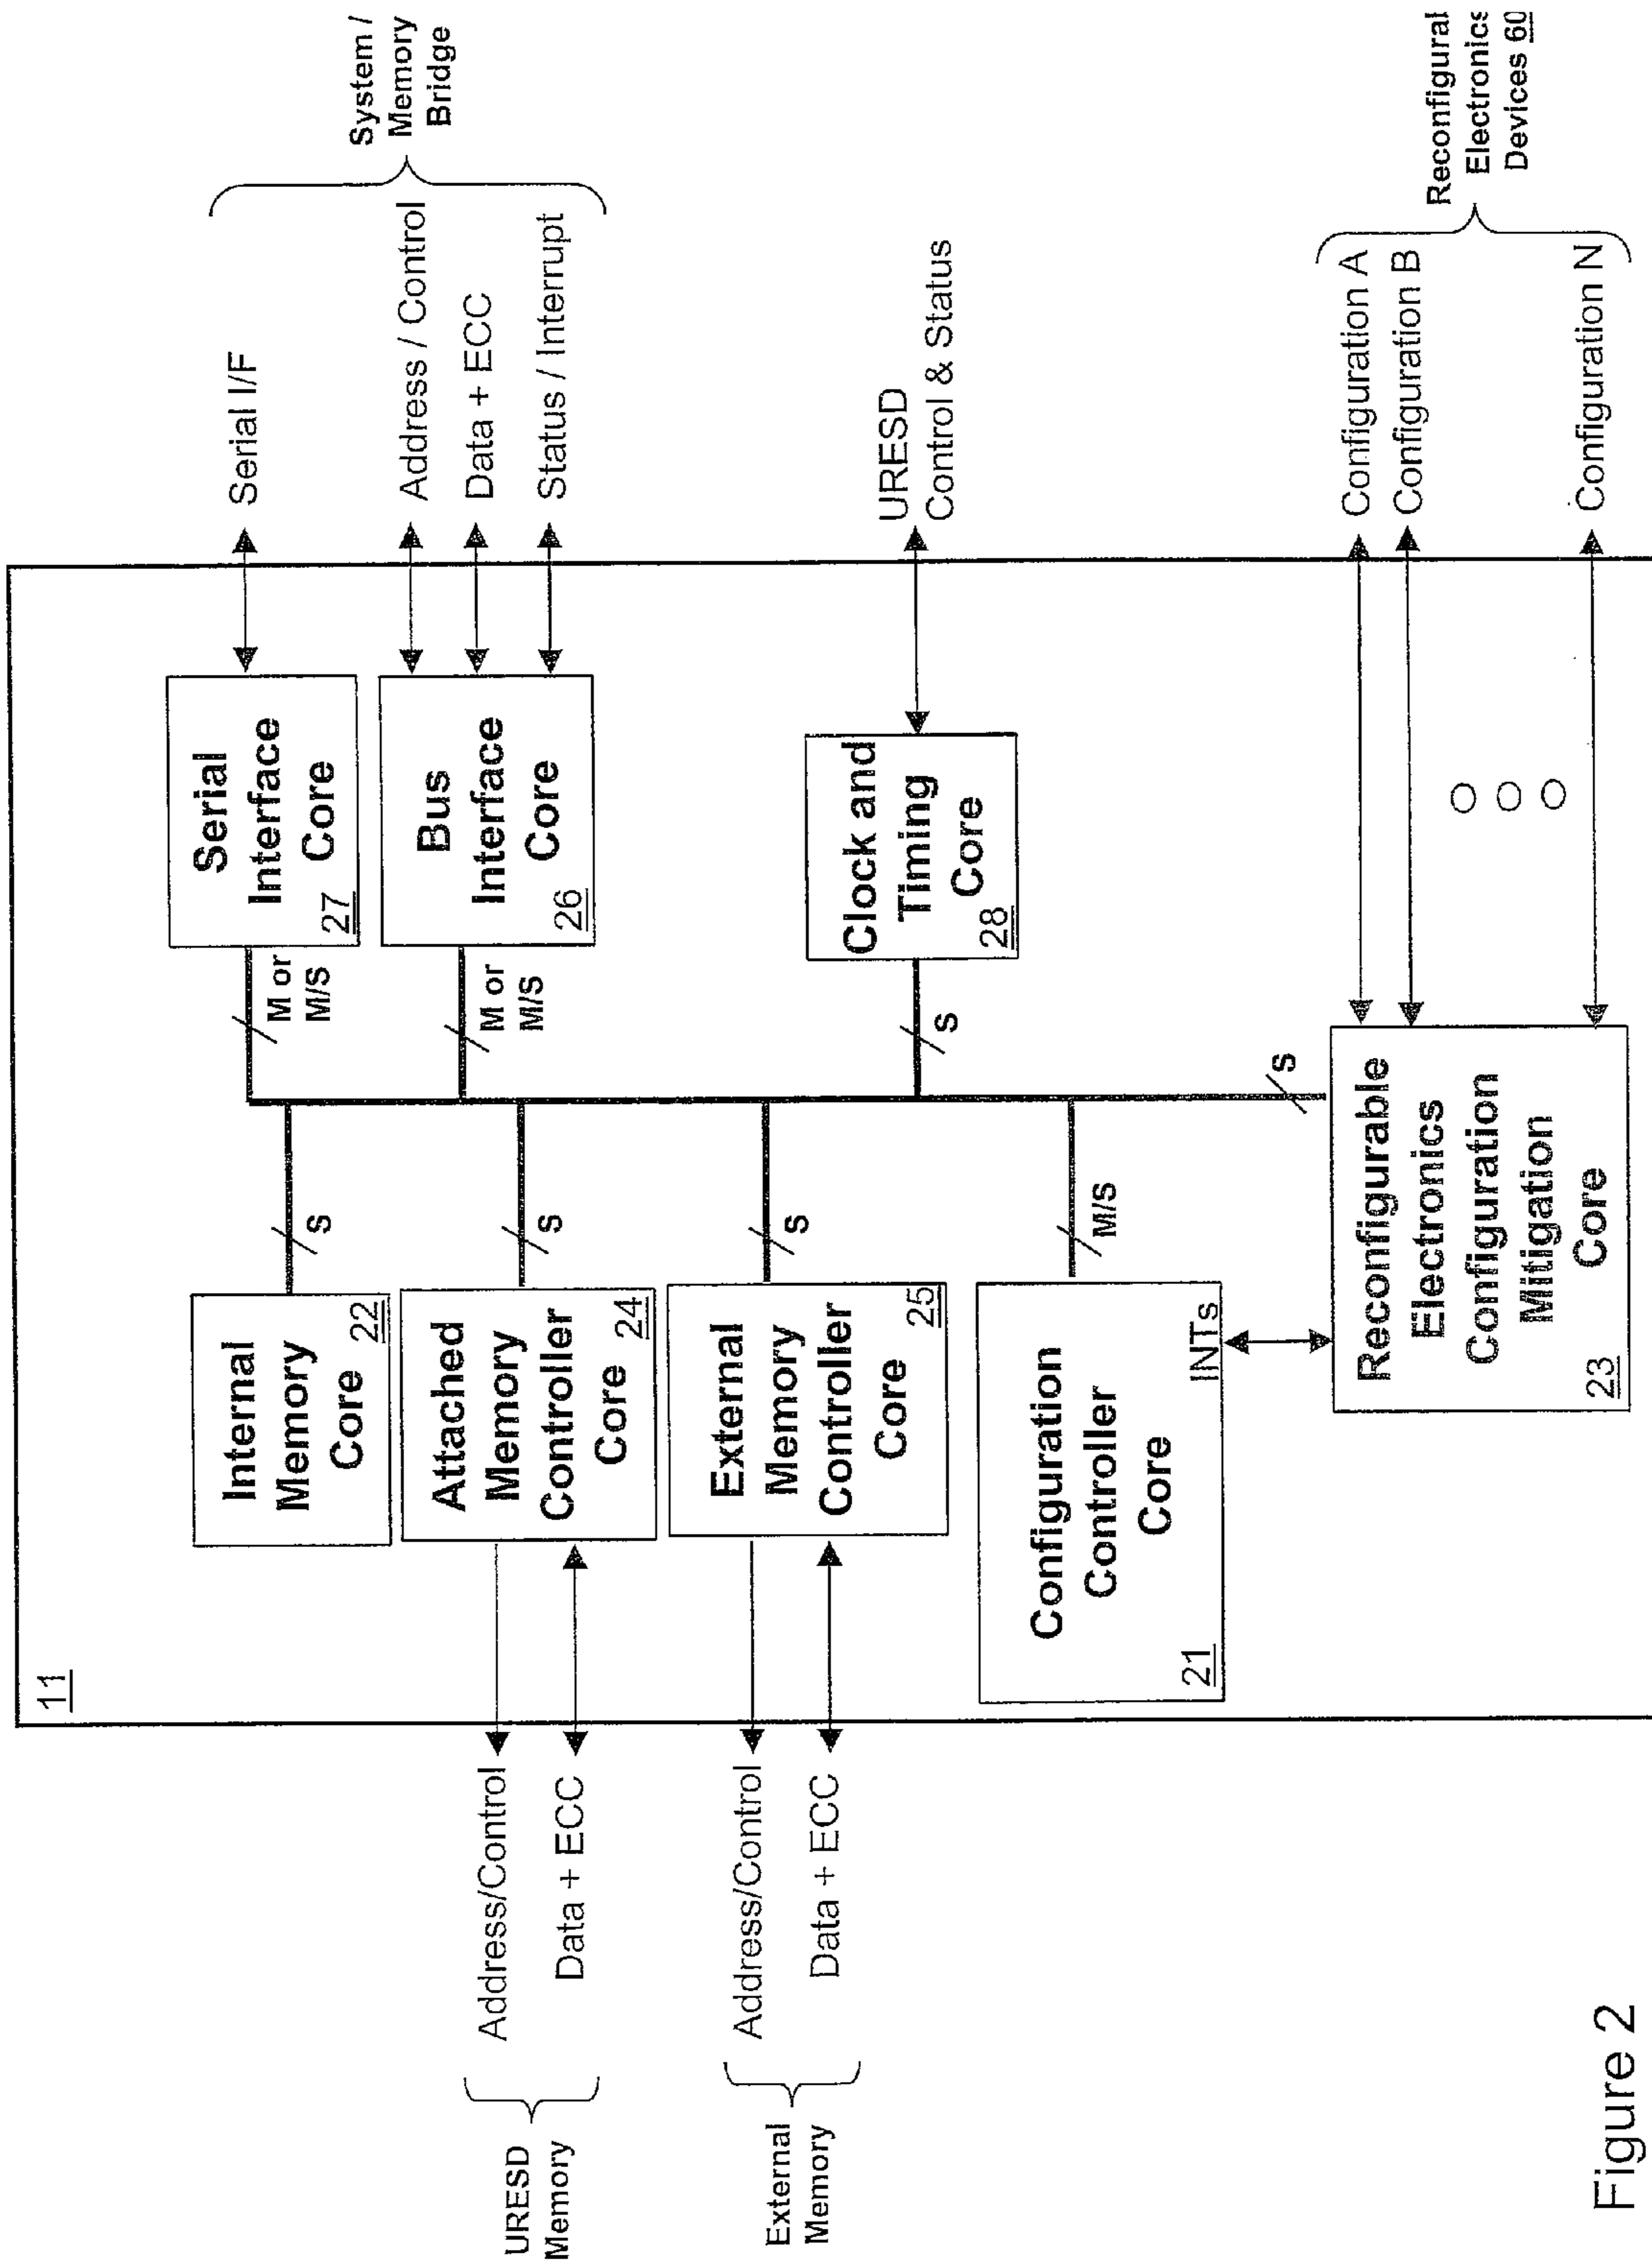 11
Serial
Interface
Core
27
M or
M/S
Serial I/F
Bus
Interface
Core
26
M or
M/S
Address / Control
Data + ECC
Status / Interrupt
System /
Memory
Bridge
Internal
Memory
Core
22
S
Attached
Memory
Controller
Core
24
S
Address/Control
Data + ECC
URESD
Memory
External
Memory
Controller
Core
25
S
Address/Control
Data + ECC
External
Memory
Clock and
Timing
Core
28
S
URESD
Control & Status
Configuration
Controller
Core
21
INTs
M/S
S
Reconfigurable
Electronics
Configuration
Mitigation
Core
23
Configuration A
Configuration B
Configuration N
Reconfigural
Electronics
Devices 60
Figure 2